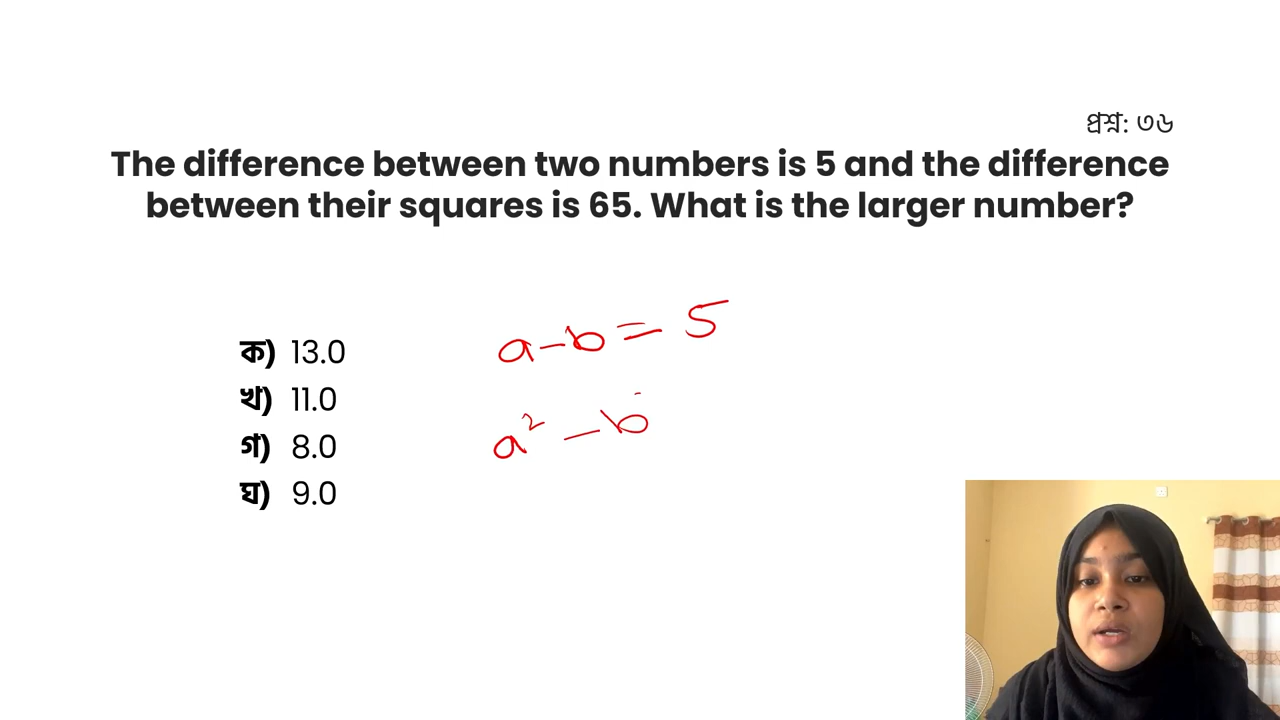 প্রশ্ন: ৩৬
The difference between two numbers is 5 and the difference
between their squares is 65. What is the larger number?
ক) 13.0
খ) 11.0
গ) 8.0
ঘ) 9.0
a-b = 5
a² - b